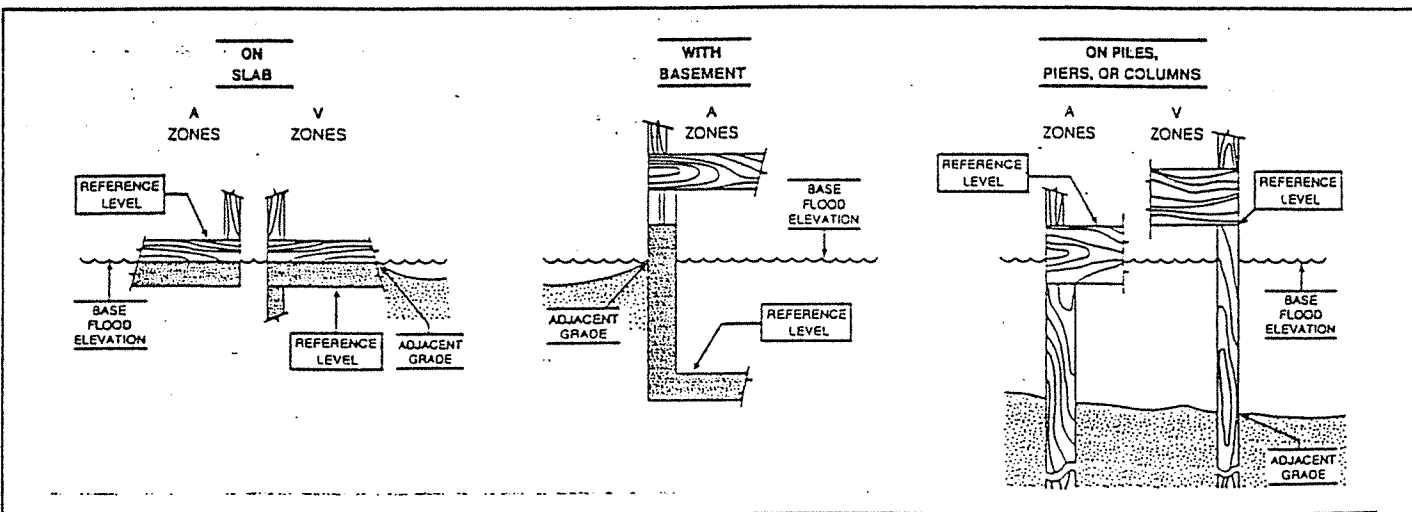 ON
SLAB
A
ZONES
V
ZONES
REFERENCE
LEVEL
BASE
FLOOD
ELEVATION
REFERENCE
LEVEL
ADJACENT
GRADE
WITH
BASEMENT
A
ZONES
BASE
FLOOD
ELEVATION
ADJACENT
GRADE
REFERENCE
LEVEL
ON PILES,
PIERS, OR COLUMNS
A
ZONES
V
ZONES
REFERENCE
LEVEL
REFERENCE
LEVEL
BASE
FLOOD
ELEVATION
ADJACENT
GRADE